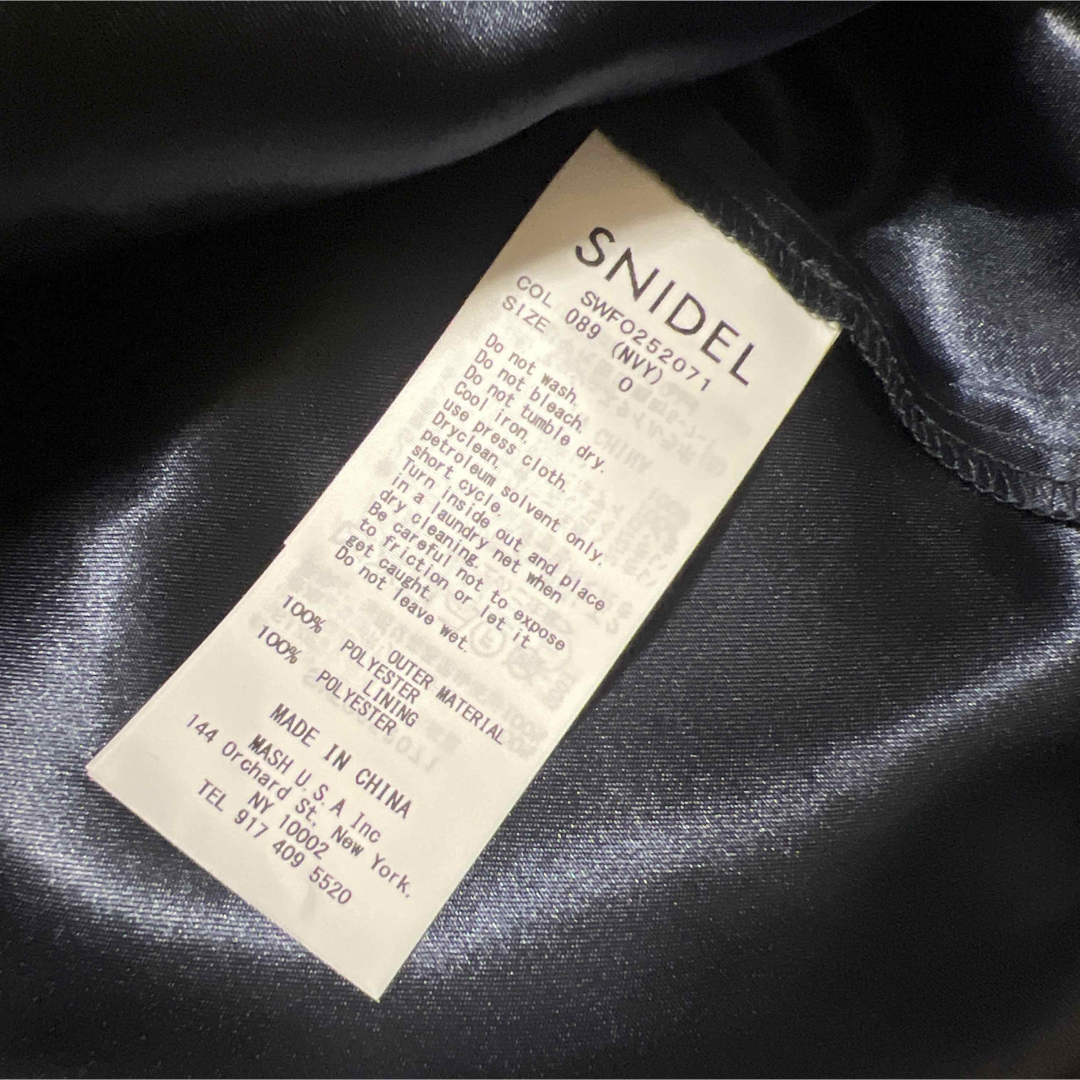 SNIDEL
SWFO252071
COL 089 (NVY)
SIZE 0
Do not wash.
Do not bleach.
Do not tumble dry.
Cool iron.
use press cloth.
Dryclean.
petroleum solvent only.
short cycle.
Turn inside out and place
in a laundry net when
dry cleaning.
Be careful not to expose
to friction or let it
get caught.
Do not leave wet.
OUTER MATERIAL
100% POLYESTER
LINING
100% POLYESTER
MADE IN CHINA
MASH U.S.A Inc
144 Orchard St, New York.
NY 10002
TEL 917 409 5520